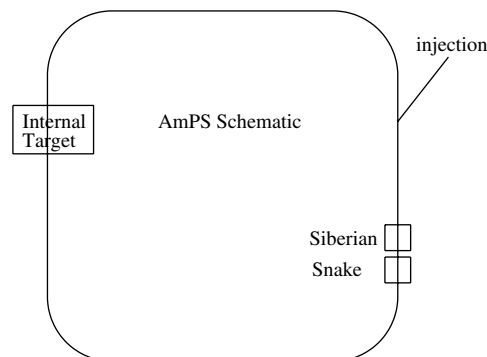 injection
Internal
Target
AmPS Schematic
Siberian
Snake